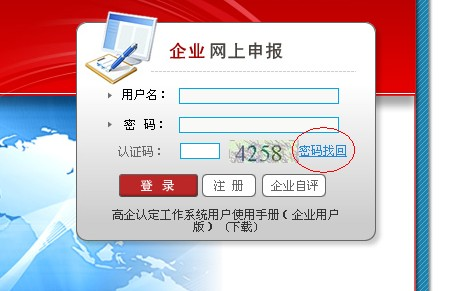 企业 网上申报
用户名：
密 码：
认证码： 4258 密码找回
登 录 注 册 企业自评
高企认定工作系统用户使用手册（企业用户
版）（下载）